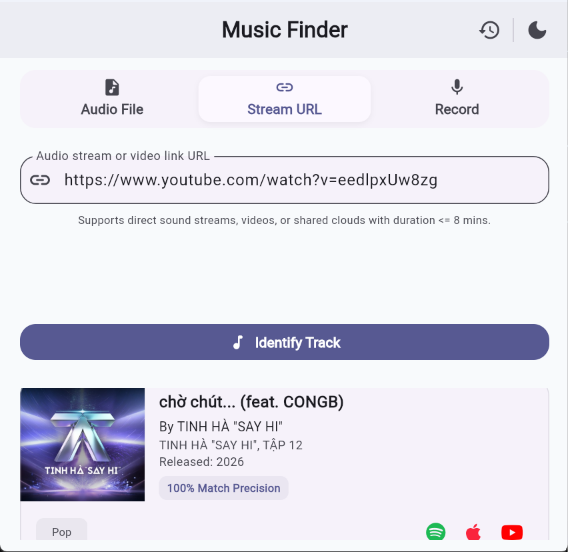 Music Finder
Audio File
Stream URL
Record
Audio stream or video link URL
https://www.youtube.com/watch?v=eedlpxUw8zg
Supports direct sound streams, videos, or shared clouds with duration <= 8 mins.
Identify Track
TINH HÀ "SAY HI"
chờ chút... (feat. CONGB)
By TINH HÀ "SAY HI"
TINH HÀ "SAY HI", TẬP 12
Released: 2026
100% Match Precision
Pop